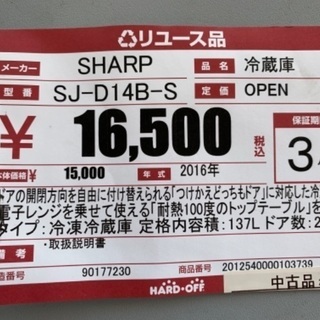 リユース品
メーカー SHARP 品名 冷蔵庫
型番 SJ-D14B-S 定価 OPEN
¥ 16,500 税込 保証期 3
本体価格 ¥ 15,000 年式 2016年
ドアの開閉方向を自由に付け替えられる「つけかえどっちもドア」に対応した冷
電子レンジを乗せて使える「耐熱100度のトップテーブル」を
タイプ:冷凍冷蔵庫 定格内容積:137L ドア数:2
備考 ・取扱説明書
90177230 2012540000103739
HARD-OFF 中古品